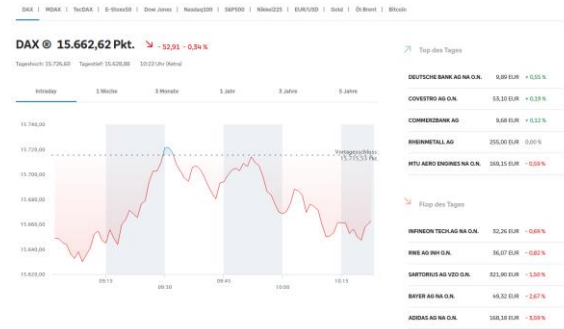 DAX | MDAX | TecDAX | E-Stoxx50 | Dow Jones | Nasdaq100 | S&P500 | Nikkei225 | EUR/USD | Gold | Öl Brent | Bitcoin
DAX ® 15.662,62 Pkt. - 52,91 - 0,34 %
Tageshoch: 15.726,60 Tagestief: 15.628,88 10:22 Uhr (Xetra)
Intraday 1 Woche 3 Monate 1 Jahr 3 Jahre 5 Jahre
15.740,00
15.720,00
15.700,00
15.680,00
15.660,00
15.640,00
15.620,00
Vortagesschluss:
15.715,53 Pkt.
09:15 09:30 09:45 10:00 10:15
Top des Tages
DEUTSCHE BANK AG NA O.N. 9,89 EUR + 0,55 %
COVESTRO AG O.N. 53,10 EUR + 0,19 %
COMMERZBANK AG 9,68 EUR + 0,12 %
RHEINMETALL AG 255,00 EUR 0,00 %
MTU AERO ENGINES NA O.N. 169,15 EUR - 0,50 %
Flop des Tages
INFINEON TECH.AG NA O.N. 32,26 EUR - 0,69 %
RWE AG INH O.N. 36,07 EUR - 0,82 %
SARTORIUS AG VZO O.N. 321,90 EUR - 1,50 %
BAYER AG NA O.N. 49,32 EUR - 2,67 %
ADIDAS AG NA O.N. 168,18 EUR - 3,59 %